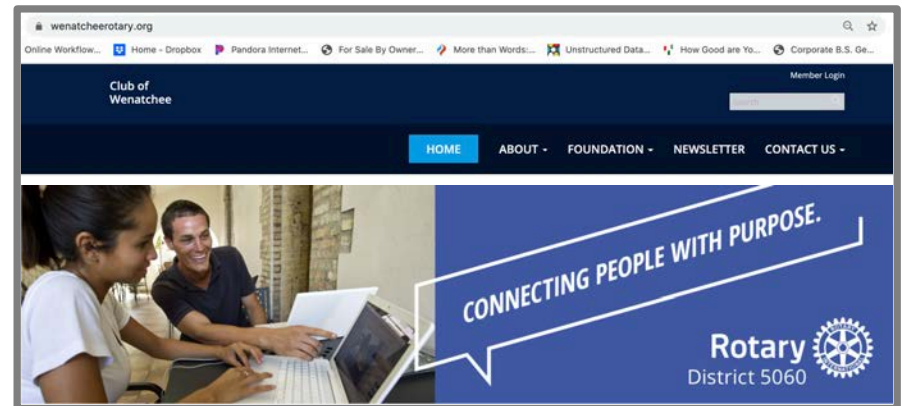 wenatcheerotary.org
Online Workflow... Home - Dropbox Pandora Internet... For Sale By Owner... More than Words:... Unstructured Data... How Good are Yo... Corporate B.S. Ge...
Member Login
Club of
Wenatchee
Search
HOME ABOUT FOUNDATION NEWSLETTER CONTACT US
CONNECTING PEOPLE WITH PURPOSE.
Rotary
District 5060